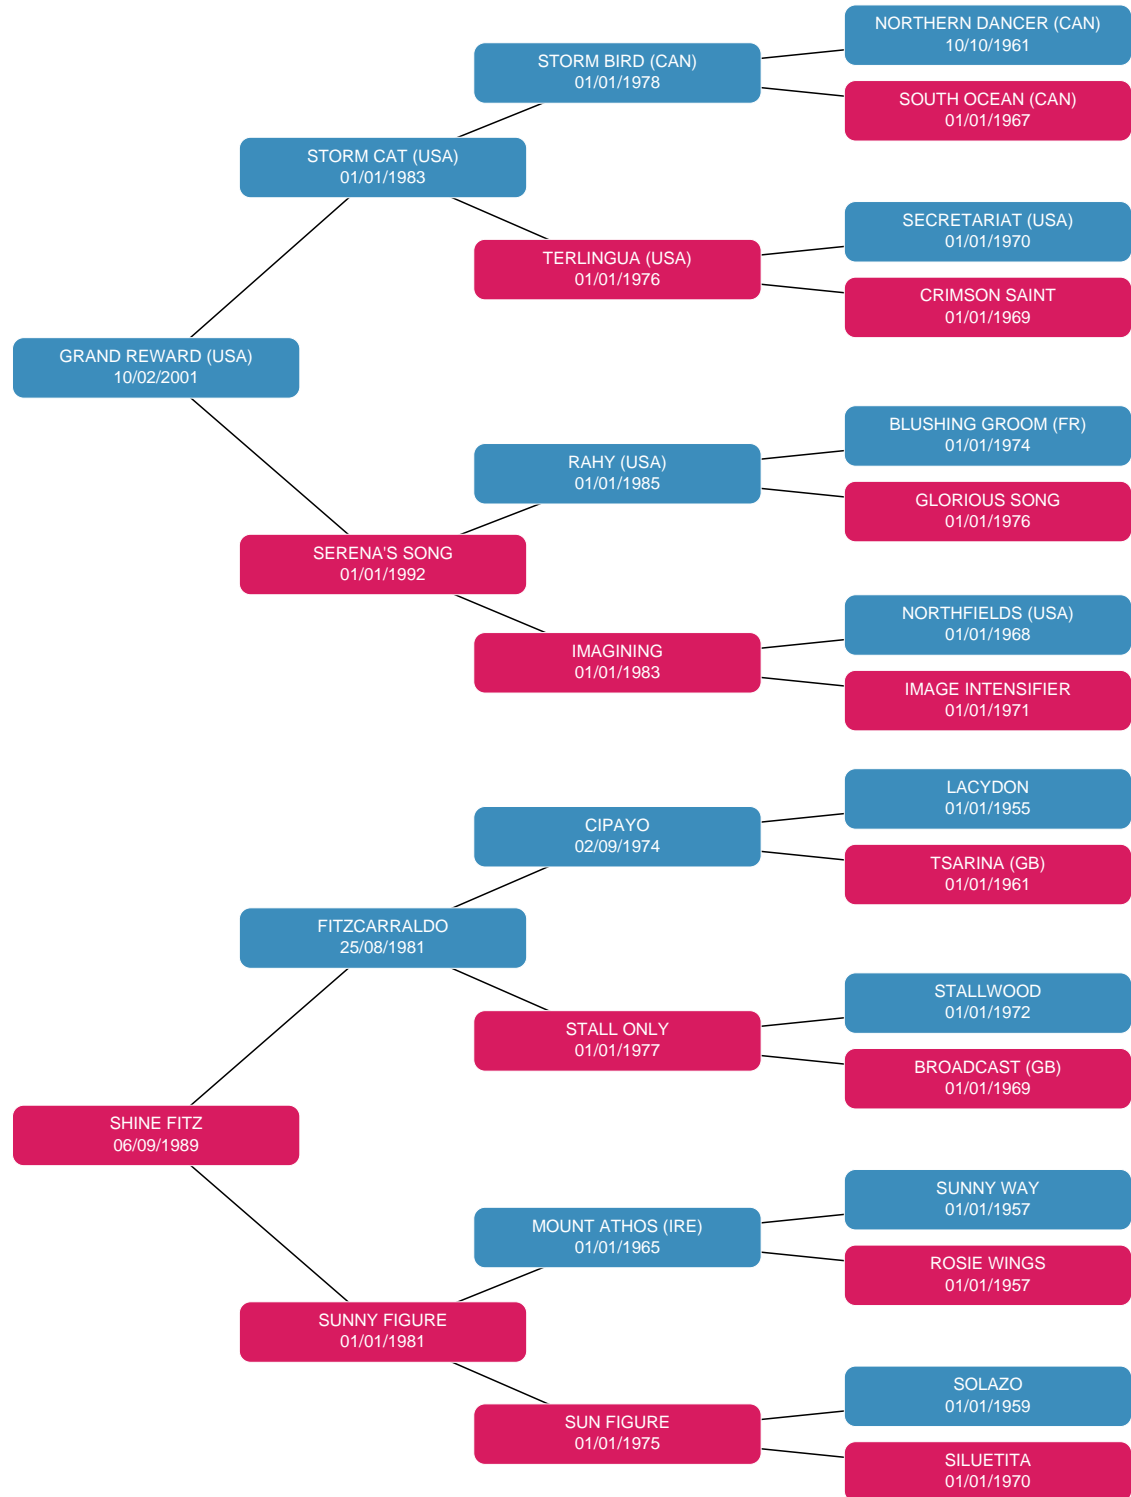 NORTHERN DANCER (CAN)
10/10/1961
STORM BIRD (CAN)
01/01/1978
SOUTH OCEAN (CAN)
01/01/1967
STORM CAT (USA)
01/01/1983
SECRETARIAT (USA)
01/01/1970
TERLINGUA (USA)
01/01/1976
CRIMSON SAINT
01/01/1969
GRAND REWARD (USA)
10/02/2001
BLUSHING GROOM (FR)
01/01/1974
RAHY (USA)
01/01/1985
GLORIOUS SONG
01/01/1976
SERENA'S SONG
01/01/1992
NORTHFIELDS (USA)
01/01/1968
IMAGINING
01/01/1983
IMAGE INTENSIFIER
01/01/1971
LACYDON
01/01/1955
CIPAYO
02/09/1974
TSARINA (GB)
01/01/1961
FITZCARRALDO
25/08/1981
STALLWOOD
01/01/1972
STALL ONLY
01/01/1977
BROADCAST (GB)
01/01/1969
SHINE FITZ
06/09/1989
SUNNY WAY
01/01/1957
MOUNT ATHOS (IRE)
01/01/1965
ROSIE WINGS
01/01/1957
SUNNY FIGURE
01/01/1981
SOLAZO
01/01/1959
SUN FIGURE
01/01/1975
SILUETITA
01/01/1970